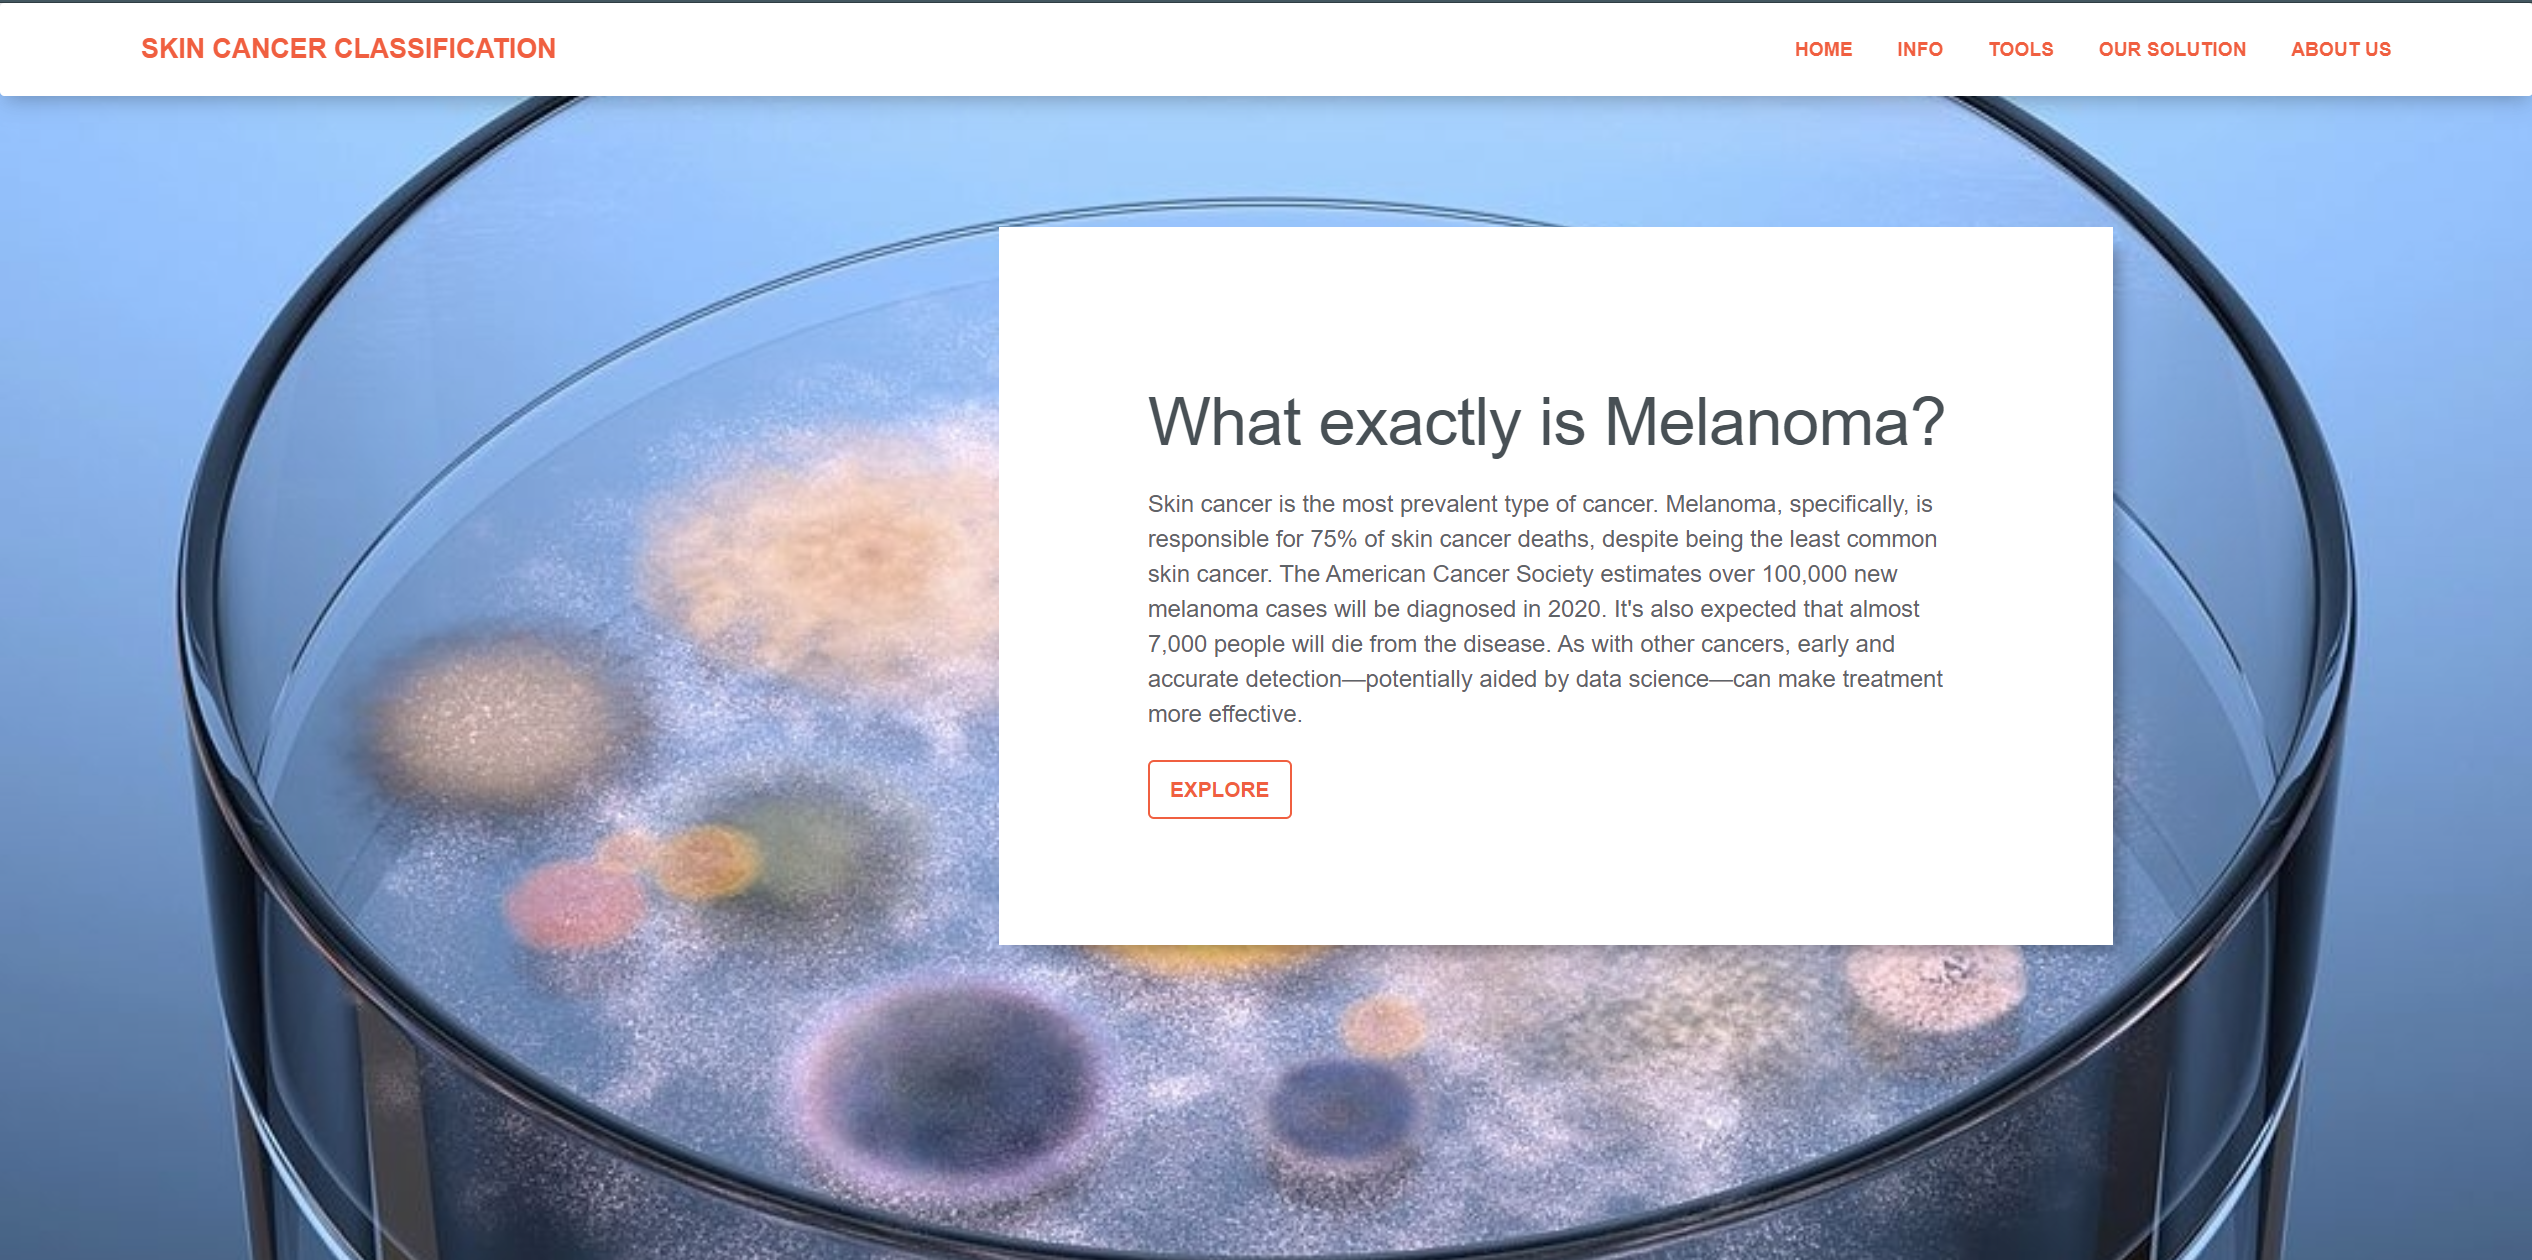 SKIN CANCER CLASSIFICATION
HOME INFO TOOLS OUR SOLUTION ABOUT US
What exactly is Melanoma?
Skin cancer is the most prevalent type of cancer. Melanoma, specifically, is
responsible for 75% of skin cancer deaths, despite being the least common
skin cancer. The American Cancer Society estimates over 100,000 new
melanoma cases will be diagnosed in 2020. It's also expected that almost
7,000 people will die from the disease. As with other cancers, early and
accurate detection—potentially aided by data science—can make treatment
more effective.
EXPLORE